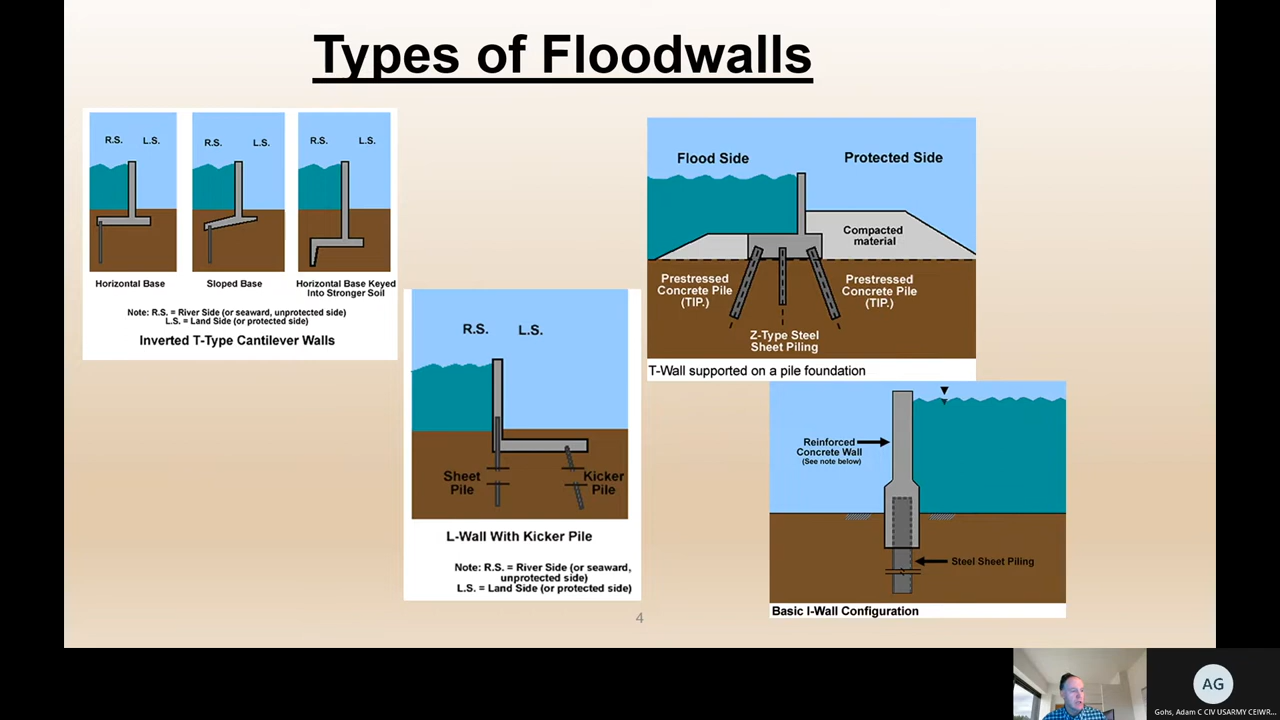 Types of Floodwalls
R.S. L.S.
R.S. L.S.
R.S. L.S.
Horizontal Base
Sloped Base
Horizontal Base Keyed
Into Stronger Soil
Note: R.S. = River Side (or seaward, unprotected side)
L.S. = Land Side (or protected side)
Inverted T-Type Cantilever Walls
R.S. L.S.
Sheet
Pile
Kicker
Pile
L-Wall With Kicker Pile
Note: R.S. = River Side (or seaward,
unprotected side)
L.S. = Land Side (or protected side)
Flood Side
Protected Side
Compacted
material
Prestressed
Concrete Pile
(TIP.)
Prestressed
Concrete Pile
(TIP.)
Z-Type Steel
Sheet Piling
T-Wall supported on a pile foundation
Reinforced
Concrete Wall
(See note below)
Steel Sheet Piling
Basic I-Wall Configuration
4
AG
Gohs, Adam C CIV USARMY CEIWR...